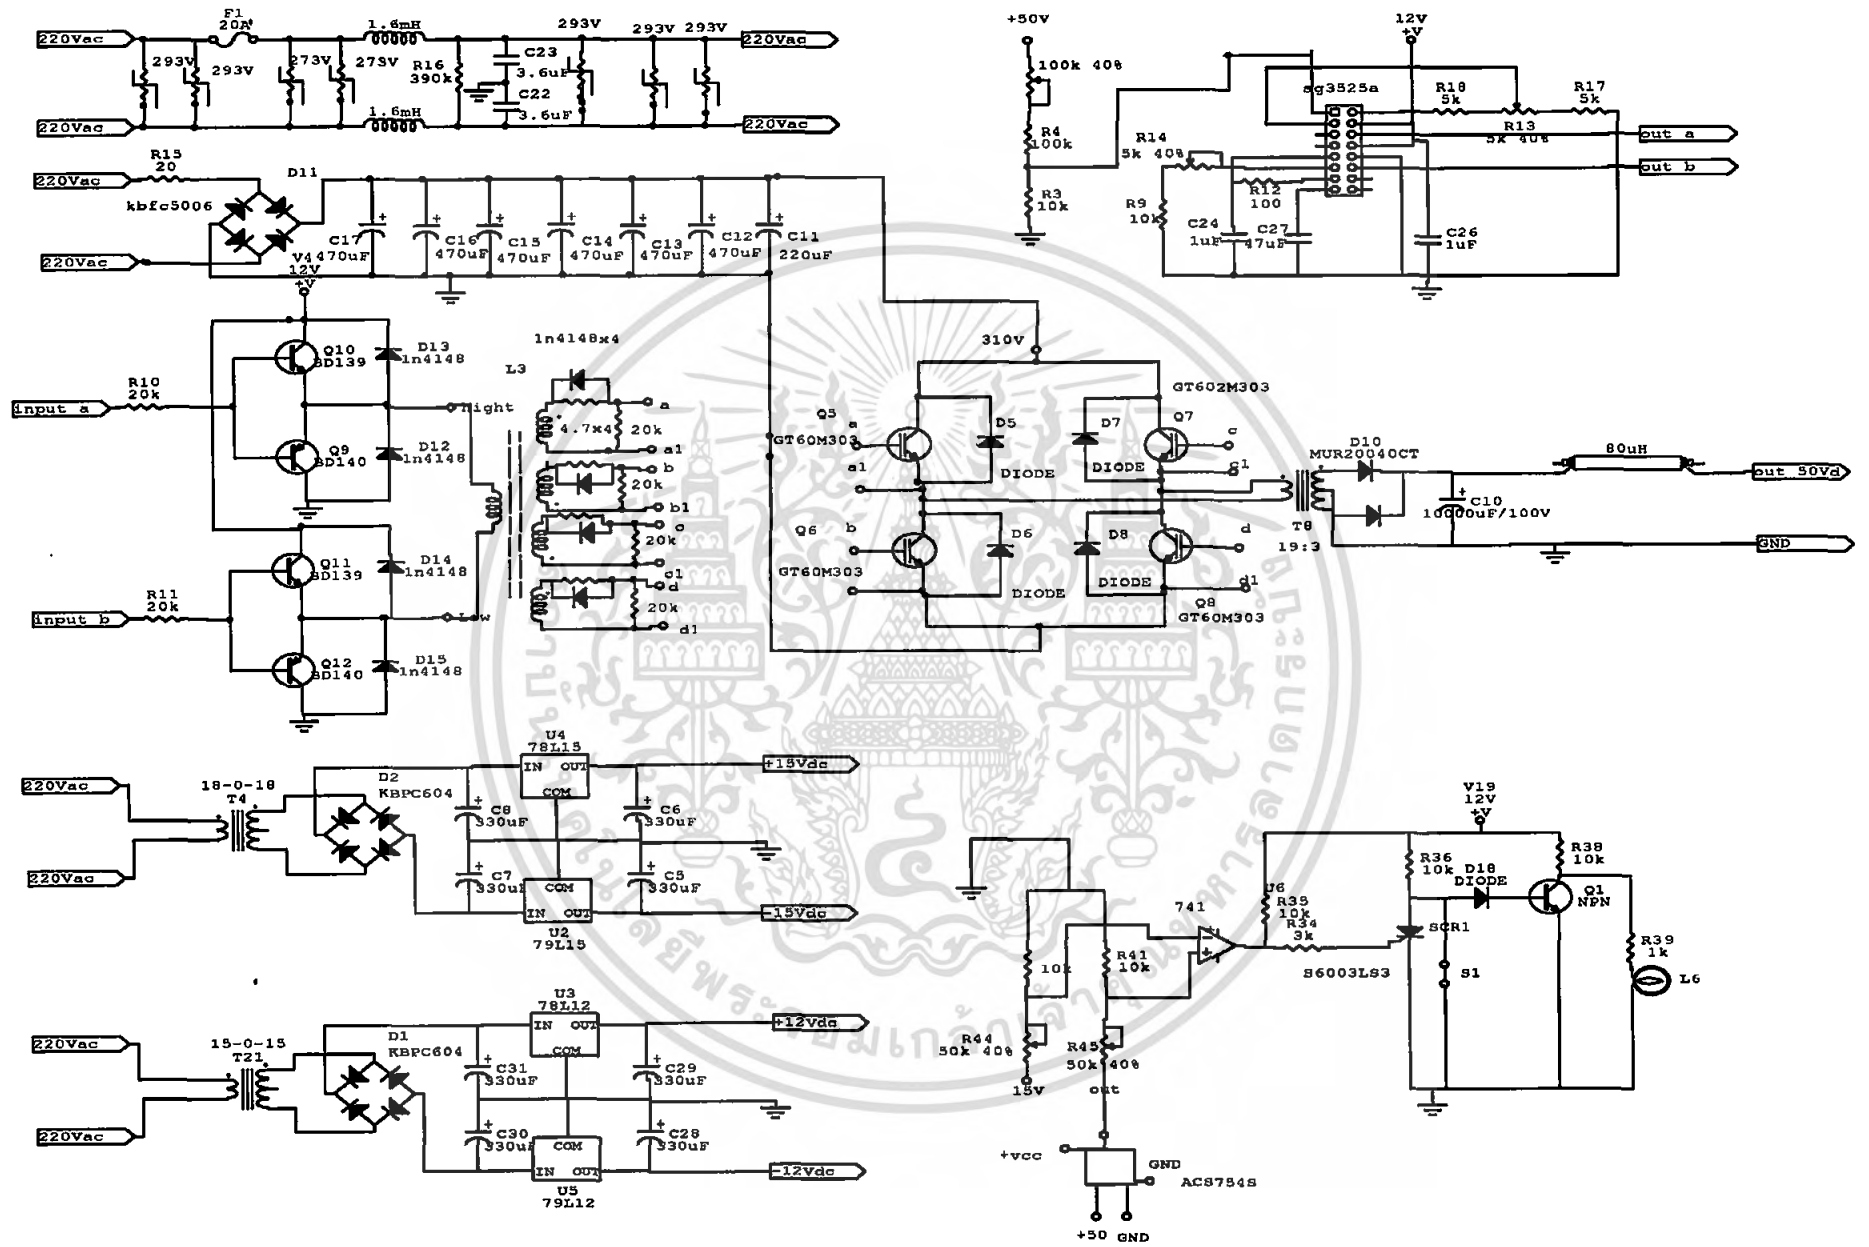 F1
20A
1.6mH
293V
293V
293V
220Vac
220Vac
293V
293V
273V
273V
R16
390k
C23
3.6uF
C22
3.6uF
1.6mH
220Vac
220Vac
R15
20
220Vac
D11
kbfc5006
220Vac
C17
470uF
C16
470uF
C15
470uF
C14
470uF
C13
470uF
C12
470uF
C11
220uF
+50V
100k 40%
R4
100k
R3
10k
12V
+V
sg3525a
R18
5k
R17
5k
R13
5k 40%
out a
out b
R14
5k 40%
R12
100
R9
10k
C24
1uF
C27
47uF
C26
1uF
V4
12V
+V
Q10
BD139
D13
1n4148
R10
20k
input a
Q9
BD140
D12
1n4148
Q11
BD139
D14
1n4148
R11
20k
input b
Q12
BD140
D15
1n4148
L3
1n4148x4
4.7x4
20k
a
a1
b
20k
b1
c
20k
c1
d
20k
d1
310V
GT602M303
Q5
a
GT60M303
a1
D5
DIODE
D7
DIODE
Q7
c
c1
Q6
b
GT60M303
D6
DIODE
D8
DIODE
d
d1
Q8
GT60M303
D10
MUR20040CT
T8
19:3
80uH
C10
10000uF/100V
out 50Vd
GND
220Vac
18-0-18
T4
220Vac
D2
KBPC604
U4
78L15
IN OUT
COM
C8
330uF
C6
330uF
C7
330uF
C5
330uF
COM
IN OUT
U2
79L15
+15Vdc
-15Vdc
220Vac
15-0-15
T21
220Vac
D1
KBPC604
U3
78L12
IN OUT
COM
C31
330uF
C29
330uF
C30
330uF
C28
330uF
COM
IN OUT
U5
79L12
+12Vdc
-12Vdc
10k
R41
10k
R44
50k 40%
R45
50k 40%
15V
out
741
U6
R35
10k
R34
3k
S6003LS3
V19
12V
+V
R36
10k
D18
DIODE
R38
10k
Q1
NPN
SCR1
S1
R39
1k
L6
+vcc
GND
ACS754S
+50
GND